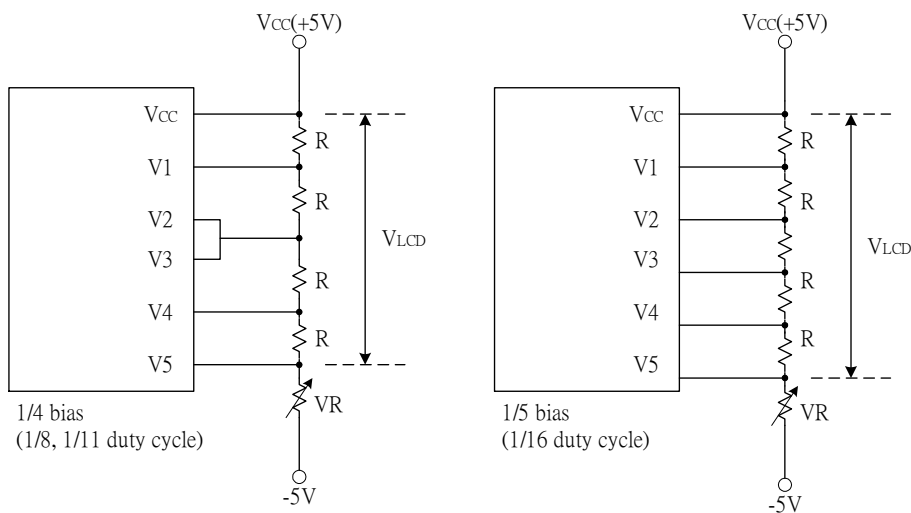 VCC(+5V)
VCC
V1
V2
V3
V4
V5
R
R
R
R
VR
VLCD
-5V
1/4 bias
(1/8, 1/11 duty cycle)
VCC(+5V)
VCC
V1
V2
V3
V4
V5
R
R
R
R
R
VR
VLCD
-5V
1/5 bias
(1/16 duty cycle)